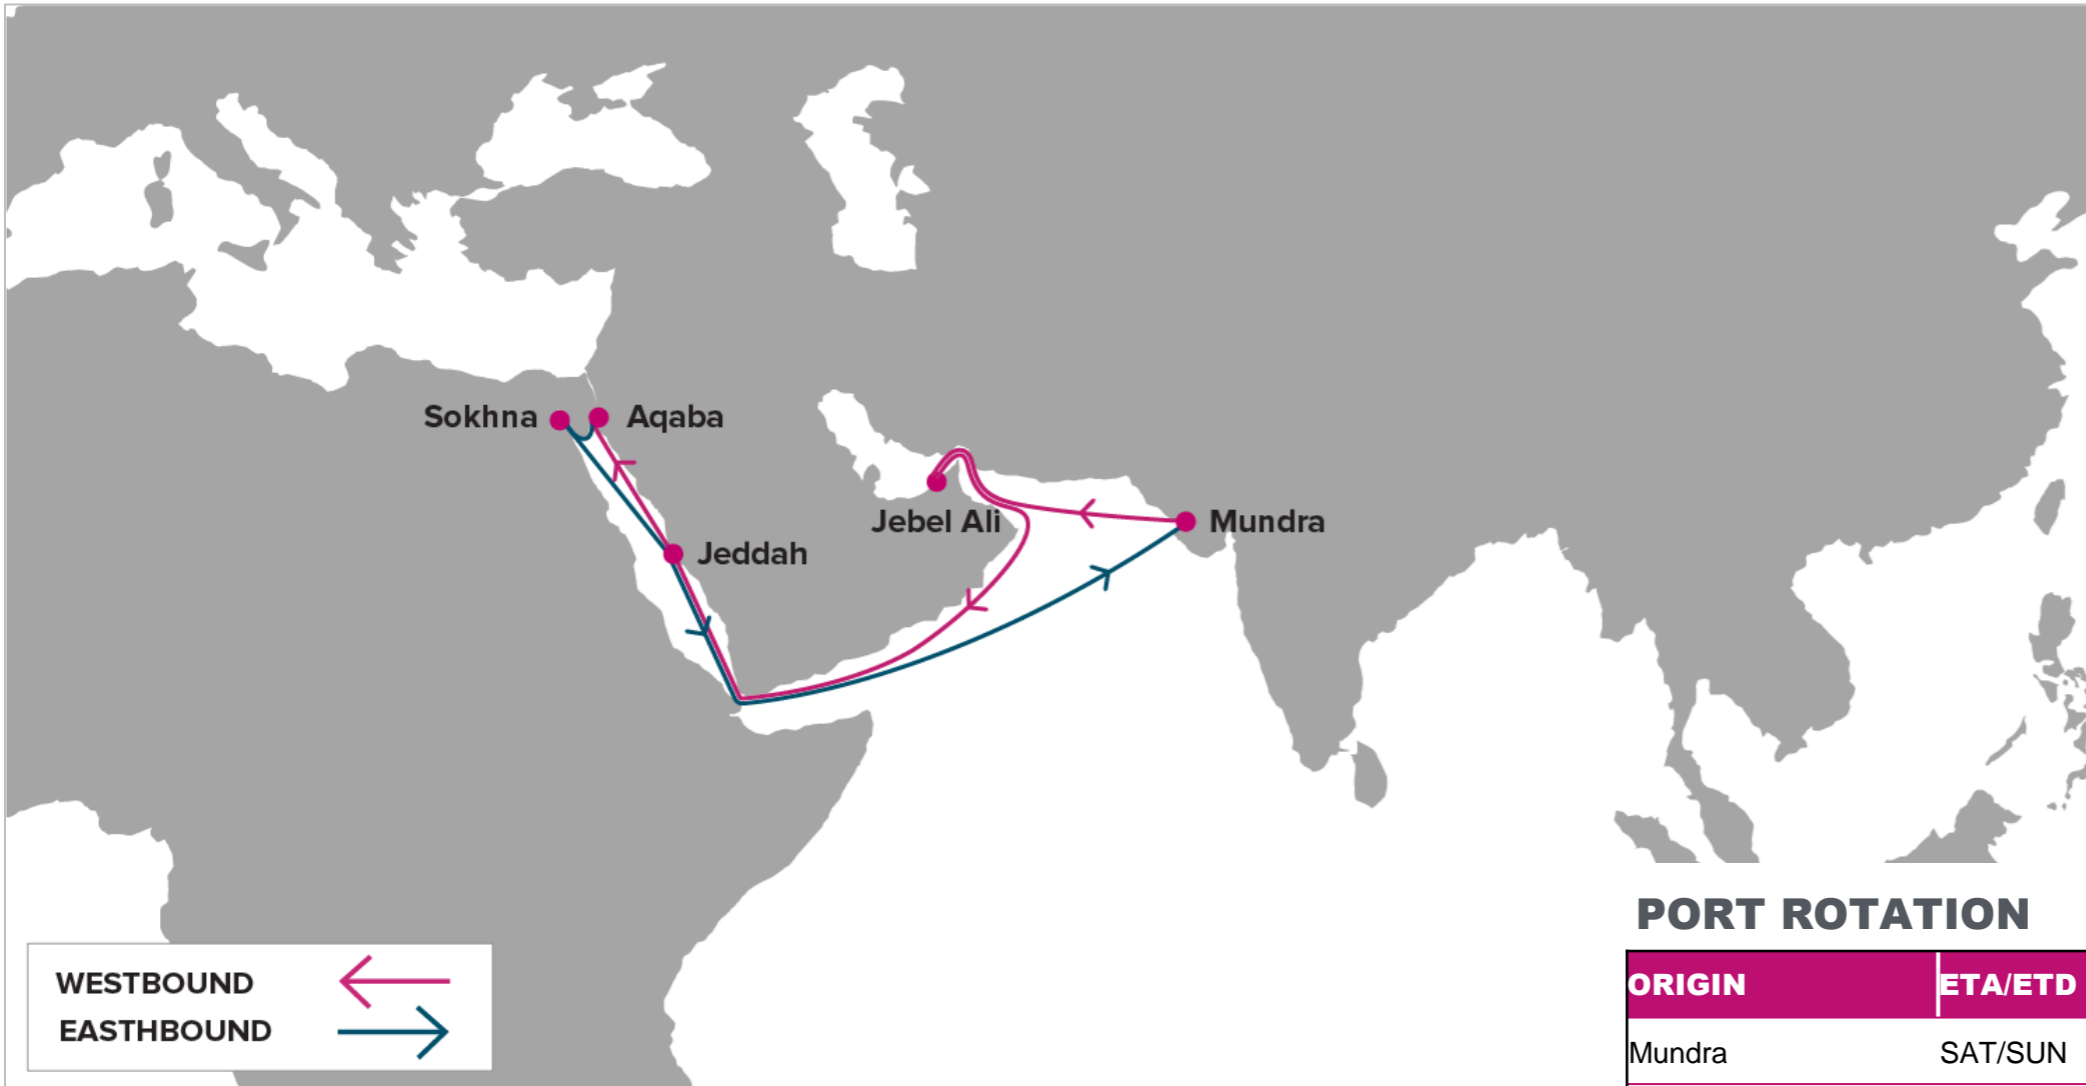 Sokhna
Aqaba
Jebel Ali
Mundra
Jeddah
PORT ROTATION
ORIGIN ETA/ETD
Mundra SAT/SUN
WESTBOUND
EASTHBOUND